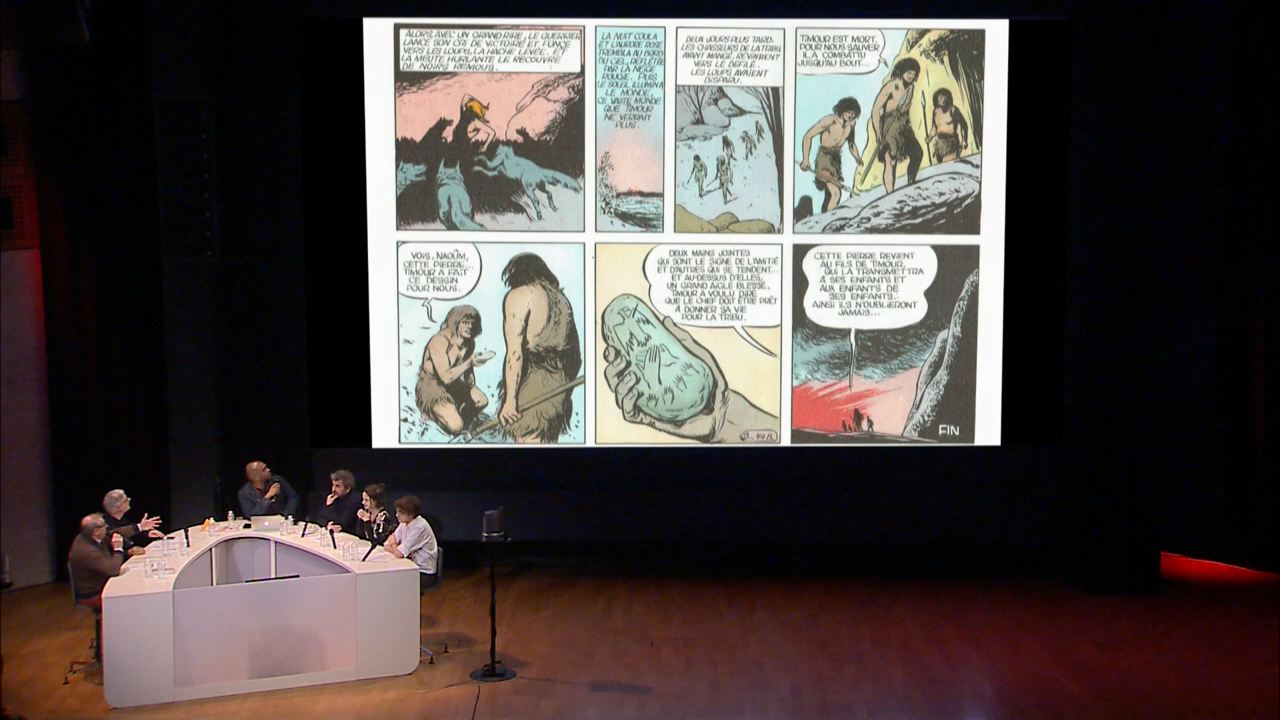 ALORS, AVEC UN GRAND RIRE, LE GUERRIER
LANCE SON CRI DE VICTOIRE ET FONCE
VERS LES LOUPS, LA HACHE LEVÉE. ET
LA MEUTE HURLANTE LE RECOUVRE
DE NOIRS REMOUS.
LA NUIT COULA
ET L'AURORE ROSE
TREMBLA AU BORD
DU CIEL, REFLÉTÉE
PAR LA NEIGE
ROUGE. PUIS
LE SOLEIL ILLUMINA
LE MONDE,
CE VASTE MONDE
QUE TIMOUR
NE VERRAIT
PLUS.
DEUX JOURS PLUS TARD,
LES CHASSEURS DE LA TRIBU,
AYANT MANGÉ, REVINRENT
VERS LE DÉFILÉ.
LES LOUPS AVAIENT
DISPARU.
TIMOUR EST MORT.
POUR NOUS SAUVER
IL A COMBATTU
JUSQU'AU BOUT...
VOIS, NAOÛM,
CETTE PIERRE...
TIMOUR A FAIT
CE DESSIN
POUR NOUS.
DEUX MAINS JOINTES
QUI SONT LE SIGNE DE L'AMITIÉ
ET D'AUTRES QUI SE TENDENT...
ET AU-DESSUS D'ELLES,
UN GRAND AIGLE BLESSÉ.
TIMOUR A VOULU DIRE
QUE LE CHEF DOIT ÊTRE PRÊT
À DONNER SA VIE
POUR LA TRIBU.
CETTE PIERRE REVIENT
AU FILS DE TIMOUR,
QUI LA TRANSMETTRA
À SES ENFANTS ET
AUX ENFANTS DE
SES ENFANTS.
AINSI ILS N'OUBLIERONT
JAMAIS...
FIN